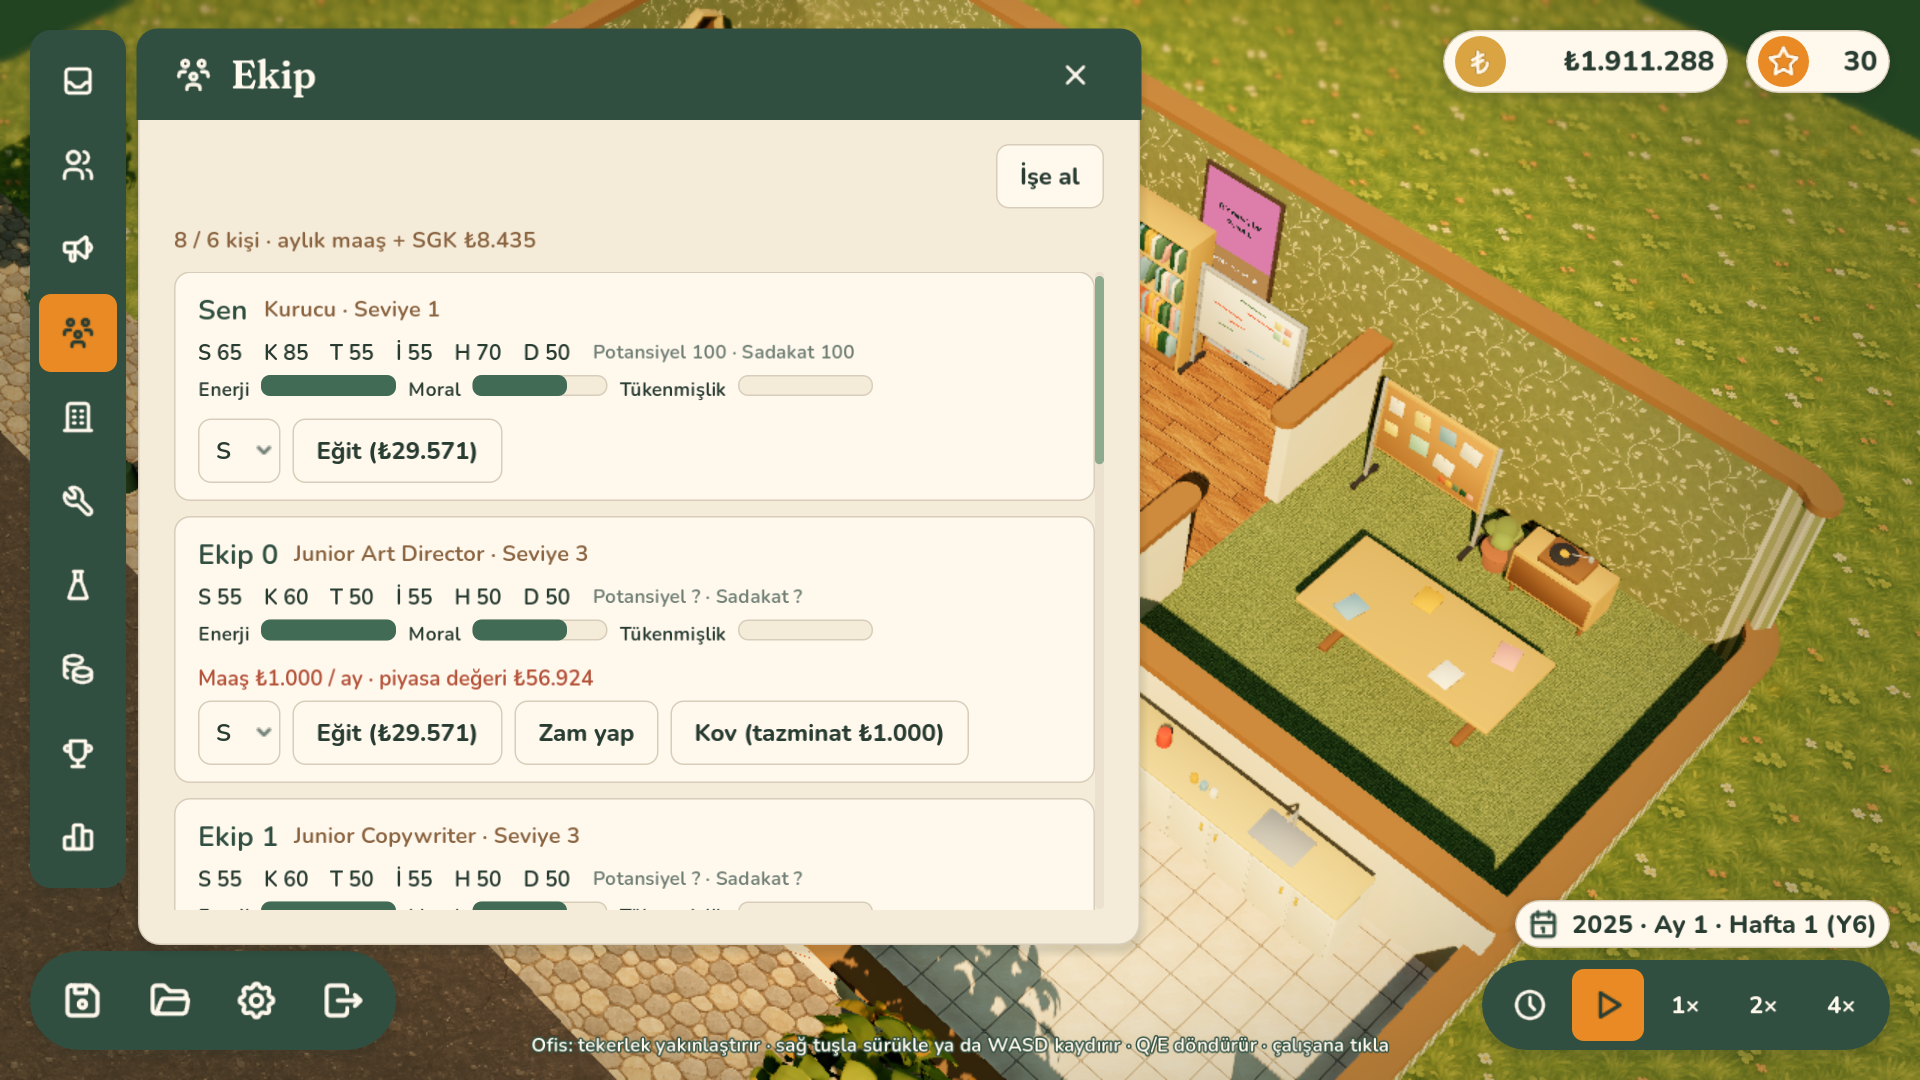 Ekip
₺1.911.288
30
İşe al
8 / 6 kişi · aylık maaş + SGK ₺8.435
Sen Kurucu · Seviye 1
S 65 K 85 T 55 İ 55 H 70 D 50 Potansiyel 100 · Sadakat 100
Enerji Moral Tükenmişlik
S Eğit (₺29.571)
Ekip 0 Junior Art Director · Seviye 3
S 55 K 60 T 50 İ 55 H 50 D 50 Potansiyel ? · Sadakat ?
Enerji Moral Tükenmişlik
Maaş ₺1.000 / ay · piyasa değeri ₺56.924
S Eğit (₺29.571) Zam yap Kov (tazminat ₺1.000)
Ekip 1 Junior Copywriter · Seviye 3
S 55 K 60 T 50 İ 55 H 50 D 50 Potansiyel ? · Sadakat ?
2025 · Ay 1 · Hafta 1 (Y6)
1× 2× 4×
Ofis: tekerlek yakınlaştırır · sağ tuşla sürükle ya da WASD kaydırır · Q/E döndürür · çalışana tıkla